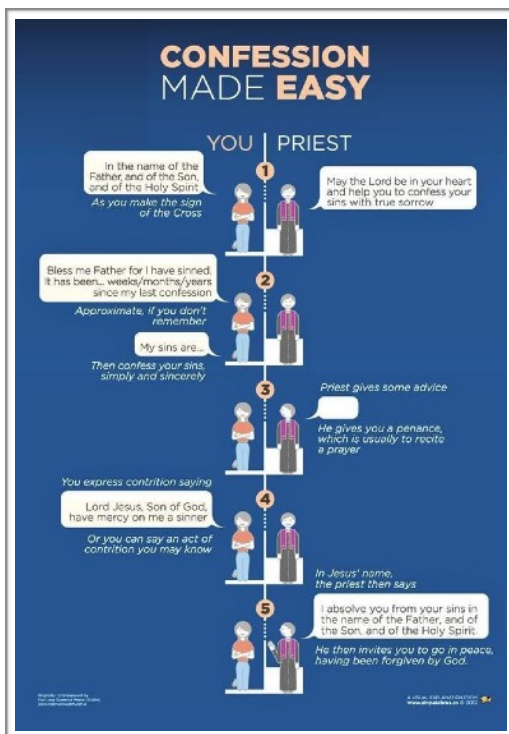 CONFESSION
MADE EASY
YOU PRIEST
1
In the name of the
Father, and of the Son,
and of the Holy Spirit
As you make the sign
of the Cross
May the Lord be in your heart
and help you to confess your
sins with true sorrow
2
Bless me Father for I have sinned.
It has been... weeks/months/years
since my last confession
Approximate, if you don't
remember
My sins are...
Then confess your sins,
simply and sincerely
3
Priest gives some advice
He gives you a penance,
which is usually to recite
a prayer
4
You express contrition saying
Lord Jesus, Son of God,
have mercy on me a sinner
Or you can say an act of
contrition you may know
5
In Jesus' name,
the priest then says
I absolve you from your sins in
the name of the Father, and of
the Son, and of the Holy Spirit.
He then invites you to go in peace,
having been forgiven by God.